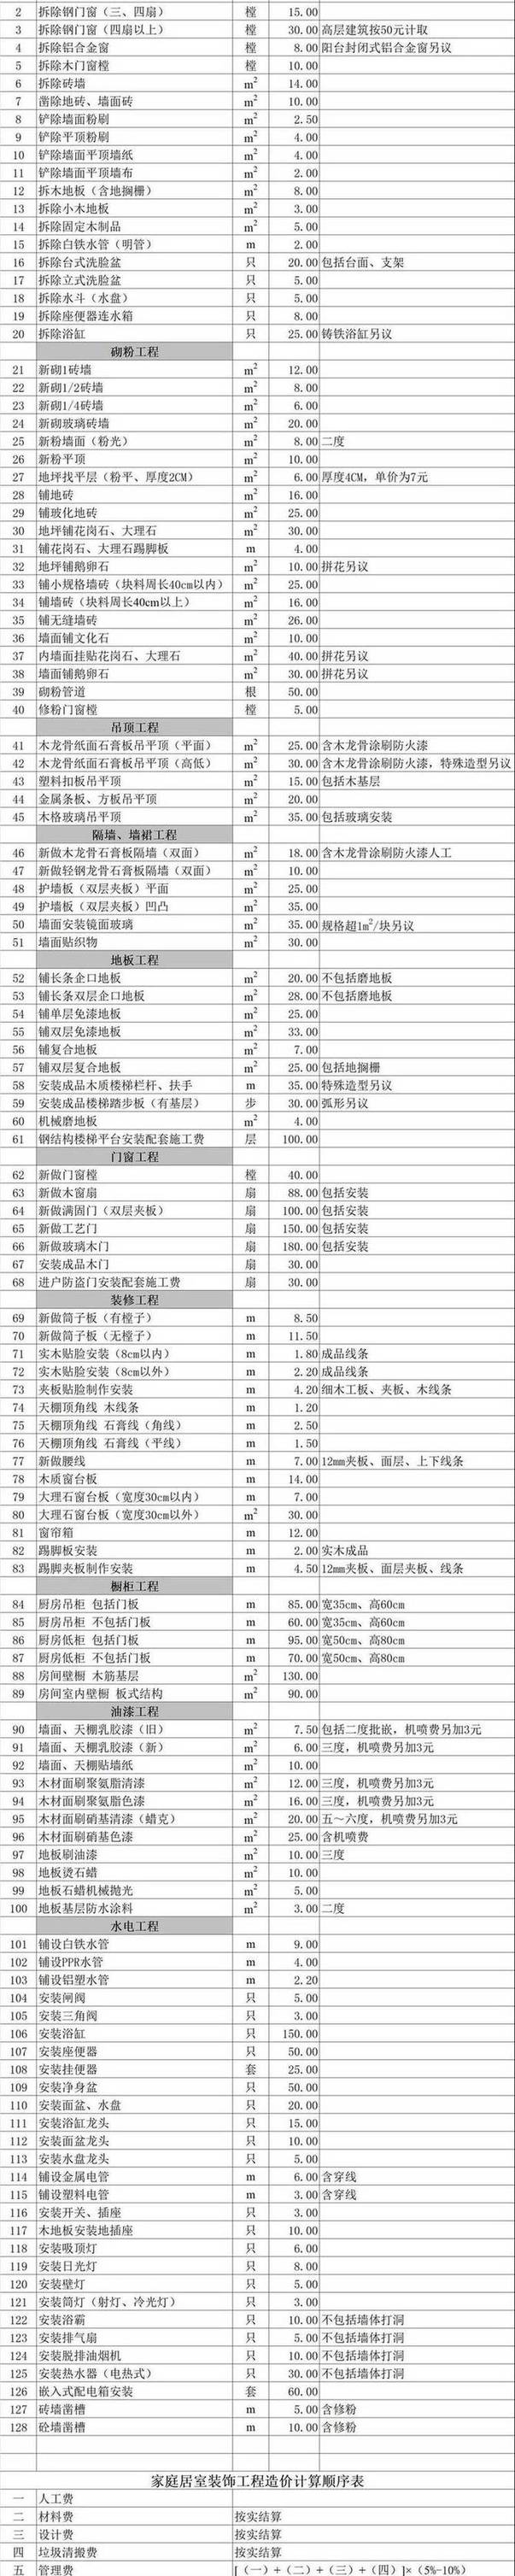 2 拆除钢门窗（三、四扇） 樘 15.00
3 拆除钢门窗（四扇以上） 樘 30.00 高层建筑按50元计取
4 拆除铝合金窗 樘 8.00 阳台封闭式铝合金窗另议
5 拆除木门窗樘 樘 10.00
6 拆除砖墙 m² 14.00
7 凿除地砖、墙面砖 m² 10.00
8 铲除墙面粉刷 m² 2.50
9 铲除平顶粉刷 m² 4.00
10 铲除墙面平顶墙纸 m² 4.00
11 铲除墙面平顶墙布 m² 2.00
12 拆木地板（含地搁栅） m² 8.00
13 拆除小木地板 m² 3.00
14 拆除固定木制品 m² 5.00
15 拆除白铁水管（明管） m 2.00
16 拆除台式洗脸盆 只 20.00 包括台面、支架
17 拆除立式洗脸盆 只 5.00
18 拆除水斗（水盘） 只 5.00
19 拆除座便器连水箱 只 8.00
20 拆除浴缸 只 25.00 铸铁浴缸另议
砌粉工程
21 新砌1砖墙 m² 12.00
22 新砌1/2砖墙 m² 8.00
23 新砌1/4砖墙 m² 6.00
24 新砌玻璃砖墙 m² 20.00
25 新粉墙面（粉光） m² 8.00 二度
26 新粉平顶 m² 10.00
27 地坪找平层（粉平、厚度2CM） m² 6.00 厚度4CM，单价为7元
28 铺地砖 m² 16.00
29 铺玻化地砖 m² 25.00
30 地坪铺花岗石、大理石 m² 30.00
31 铺花岗石、大理石踢脚板 m 4.00
32 地坪铺鹅卵石 m² 10.00 拼花另议
33 铺小规格墙砖（块料周长40cm以内） m² 25.00
34 铺墙砖（块料周长40cm以上） m² 16.00
35 铺无缝墙砖 m² 26.00
36 墙面铺文化石 m² 10.00
37 内墙面挂贴花岗石、大理石 m² 40.00 拼花另议
38 墙面铺鹅卵石 m² 30.00 拼花另议
39 砌粉管道 根 50.00
40 修粉门窗樘 樘 5.00
吊顶工程
41 木龙骨纸面石膏板吊平顶（平面） m² 25.00 含木龙骨涂刷防火漆
42 木龙骨纸面石膏板吊平顶（高低） m² 30.00 含木龙骨涂刷防火漆，特殊造型另议
43 塑料扣板吊平顶 m² 15.00 包括木基层
44 金属条板、方板吊平顶 m² 20.00
45 木格玻璃吊平顶 m² 35.00 包括玻璃安装
隔墙、墙裙工程
46 新做木龙骨石膏板隔墙（双面） m² 18.00 含木龙骨涂刷防火漆人工
47 新做轻钢龙骨石膏板隔墙（双面） m² 10.00
48 护墙板（双层夹板）平面 m² 25.00
49 护墙板（双层夹板）凹凸 m² 35.00
50 墙面安装镜面玻璃 m² 35.00 规格超1m²/块另议
51 墙面贴织物 m² 30.00
地板工程
52 铺长条企口地板 m² 20.00 不包括磨地板
53 铺长条双层企口地板 m² 28.00 不包括磨地板
54 铺单层免漆地板 m² 25.00
55 铺双层免漆地板 m² 33.00
56 铺复合地板 m² 7.00
57 铺双层复合地板 m² 25.00 包括地搁栅
58 安装成品木质楼梯栏杆、扶手 m 35.00 特殊造型另议
59 安装成品楼梯踏步板（有基层） 步 30.00 弧形另议
60 机械磨地板 m² 4.00
61 钢结构楼梯平台安装配套施工费 层 100.00
门窗工程
62 新做门窗樘 樘 40.00
63 新做木窗扇 扇 88.00 包括安装
64 新做满固门（双层夹板） 扇 100.00 包括安装
65 新做工艺门 扇 150.00 包括安装
66 新做玻璃木门 扇 180.00 包括安装
67 安装成品木门 扇 30.00
68 进户防盗门安装配套施工费 扇 30.00
装修工程
69 新做筒子板（有樘子） m 8.50
70 新做筒子板（无樘子） m 11.50
71 实木贴脸安装（8cm以内） m 1.80 成品线条
72 实木贴脸安装（8cm以外） m 2.20 成品线条
73 夹板贴脸制作安装 m 4.20 细木工板、夹板、木线条
74 天棚顶角线 木线条 m 1.20
75 天棚顶角线 石膏线（角线） m 2.50
76 天棚顶角线 石膏线（平线） m 1.50
77 新做腰线 m 7.00 12mm夹板、面层、上下线条
78 木质窗台板 m 14.00
79 大理石窗台板（宽度30cm以内） m 7.00
80 大理石窗台板（宽度30cm以外） m² 30.00
81 窗帘箱 m 12.00
82 踢脚板安装 m 2.00 实木成品
83 踢脚夹板制作安装 m 4.50 12mm夹板、面层夹板、线条
橱柜工程
84 厨房吊柜 包括门板 m 85.00 宽35cm、高60cm
85 厨房吊柜 不包括门板 m 60.00 宽35cm、高60cm
86 厨房低柜 包括门板 m 95.00 宽50cm、高80cm
87 厨房低柜 不包括门板 m 70.00 宽50cm、高80cm
88 房间壁橱 木筋基层 m² 130.00
89 房间室内壁橱 板式结构 m² 90.00
油漆工程
90 墙面、天棚乳胶漆（旧） m² 7.50 包括二度批嵌，机喷费另加3元
91 墙面、天棚乳胶漆（新） m² 6.00 三度，机喷费另加3元
92 墙面、天棚贴墙纸 m² 10.00
93 木材面刷聚氨脂清漆 m² 12.00 三度，机喷费另加3元
94 木材面刷聚氨脂色漆 m² 16.00 三度，机喷费另加3元
95 木材面刷硝基清漆（蜡克） m² 20.00 五～六度，机喷费另加3元
96 木材面刷硝基色漆 m² 25.00 含机喷费
97 地板刷油漆 m² 10.00 三度
98 地板烫石蜡 m² 10.00
99 地板石蜡机械抛光 m² 5.00
100 地板基层防水涂料 m² 3.00 二度
水电工程
101 铺设白铁水管 m 9.00
102 铺设PPR水管 m 4.00
103 铺设铝塑水管 m 2.20
104 安装闸阀 只 5.00
105 安装三角阀 只 3.00
106 安装浴缸 只 150.00
107 安装座便器 只 50.00
108 安装挂便器 套 25.00
109 安装净身盆 只 50.00
110 安装面盆、水盘 只 20.00
111 安装浴缸龙头 只 15.00
112 安装面盆龙头 只 10.00
113 安装水盘龙头 只 5.00
114 铺设金属电管 m 6.00 含穿线
115 铺设塑料电管 m 3.00 含穿线
116 安装开关、插座 只 3.00
117 木地板安装地插座 只 10.00
118 安装吸顶灯 只 6.00
119 安装日光灯 只 8.00
120 安装壁灯 只 5.00
121 安装筒灯（射灯、冷光灯） 只 3.00
122 安装浴霸 只 10.00 不包括墙体打洞
123 安装排气扇 只 5.00 不包括墙体打洞
124 安装脱排油烟机 只 10.00 不包括墙体打洞
125 安装热水器（电热式） 只 30.00 不包括墙体打洞
126 嵌入式配电箱安装 套 60.00
127 砖墙凿槽 m 5.00 含修粉
128 砼墙凿槽 m 10.00 含修粉
家庭居室装饰工程造价计算顺序表
一 人工费
二 材料费 按实结算
三 设计费 按实结算
四 垃圾清搬费 按实结算
五 管理费 [(一)+(二)+(三)+(四)]×(5%-10%)